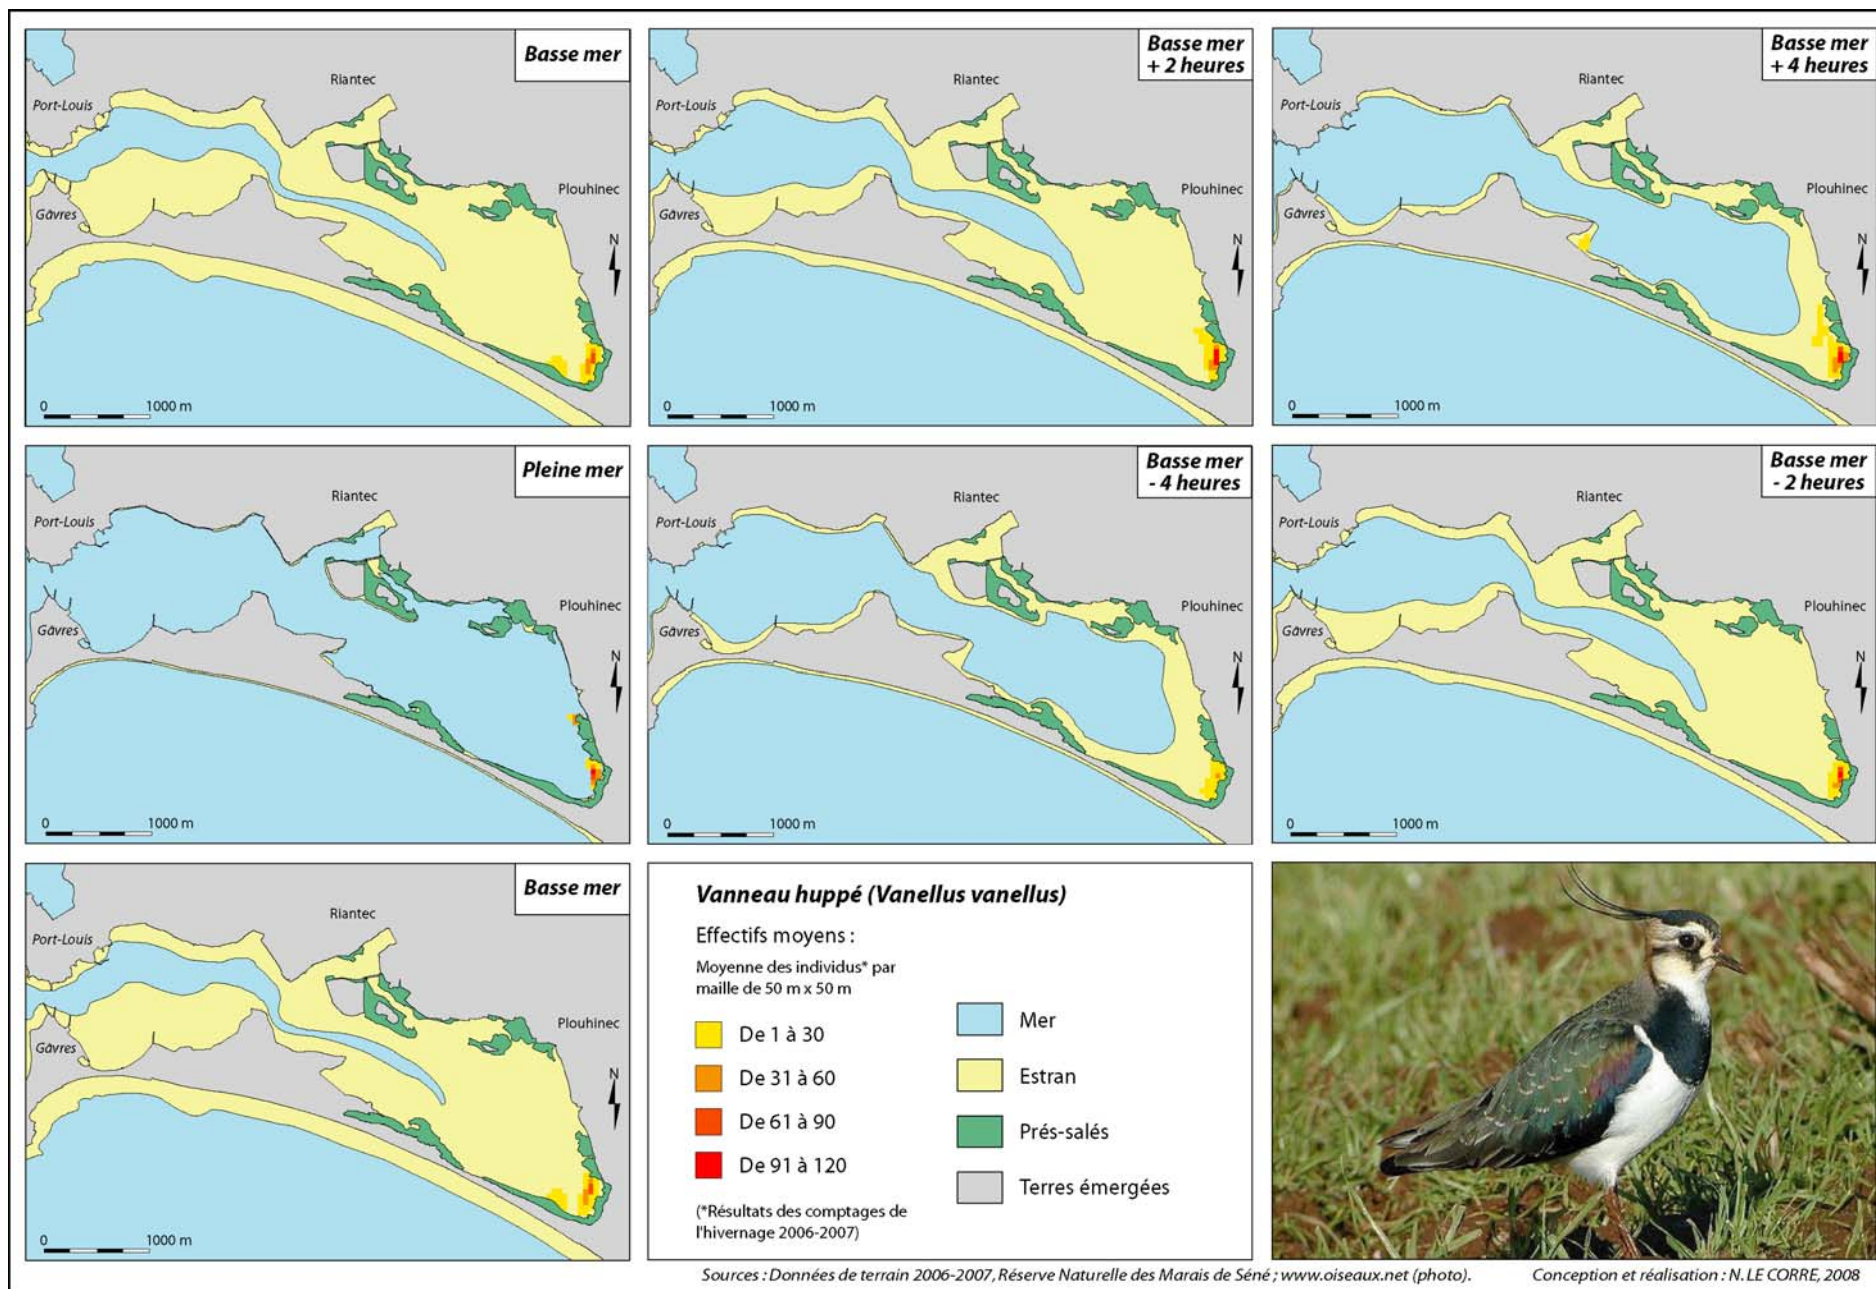 Basse mer
Riantec
Port-Louis
Plouhinec
Gâvres
N
0 1000 m
Basse mer
+ 2 heures
Riantec
Port-Louis
Plouhinec
Gâvres
N
0 1000 m
Basse mer
+ 4 heures
Riantec
Port-Louis
Plouhinec
Gâvres
N
0 1000 m
Pleine mer
Riantec
Port-Louis
Plouhinec
Gâvres
N
0 1000 m
Basse mer
- 4 heures
Riantec
Port-Louis
Plouhinec
Gâvres
N
0 1000 m
Basse mer
- 2 heures
Riantec
Port-Louis
Plouhinec
Gâvres
N
0 1000 m
Basse mer
Riantec
Port-Louis
Plouhinec
Gâvres
N
0 1000 m
Vanneau huppé (Vanellus vanellus)
Effectifs moyens :
Moyenne des individus* par
maille de 50 m x 50 m
De 1 à 30
De 31 à 60
De 61 à 90
De 91 à 120
(*Résultats des comptages de
l'hivernage 2006-2007)
Mer
Estran
Prés-salés
Terres émergées
Sources : Données de terrain 2006-2007, Réserve Naturelle des Marais de Séné ; www.oiseaux.net (photo).
Conception et réalisation : N. LE CORRE, 2008